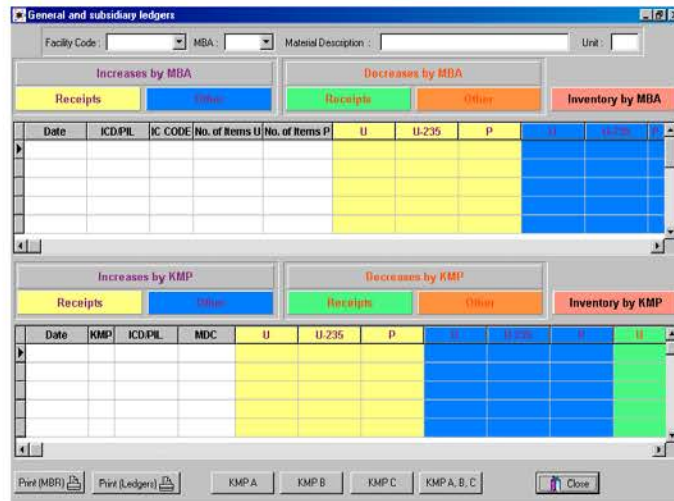 General and subsidiary ledgers
Facility Code : MBA : Material Description : Unit :
Increases by MBA Decreases by MBA
Receipts Other Receipts Other Inventory by MBA
Date ICD/PIL IC CODE No. of Items U No. of Items P U U-235 P U U-235 P
Increases by KMP Decreases by KMP
Receipts Other Receipts Other Inventory by KMP
Date KMP ICD/PIL MDC U U-235 P U U-235 P U
Print (MBR) Print (Ledgers) KMP A KMP B KMP C KMP A, B, C Close